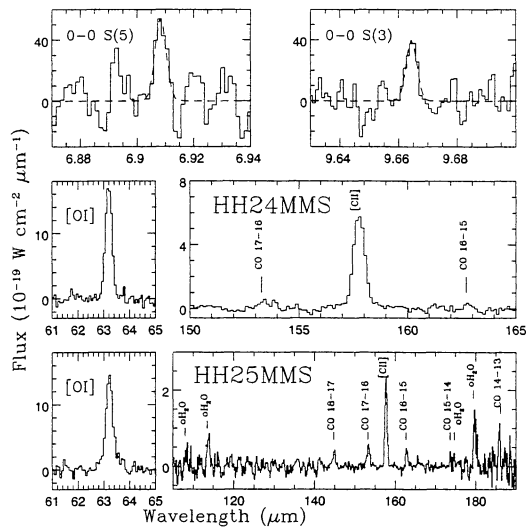 0-0 S(5)
0-0 S(3)
40
0
40
0
6.88 6.9 6.92 6.94
9.64 9.66 9.68
[OI]
HH24MMS
[CII]
CO 17-16
CO 16-15
10
0
8
6
4
2
0
61 62 63 64 65
150 155 160 165
[OI]
HH25MMS
oH₂O
oH₂O
CO 18-17
CO 17-16
[CII]
CO 16-15
CO 15-14
oH₂O
oH₂O
CO 14-13
10
0
2
0
61 62 63 64 65
120 140 160 180
Flux (10⁻¹⁹ W cm⁻² μm⁻¹)
Wavelength (μm)